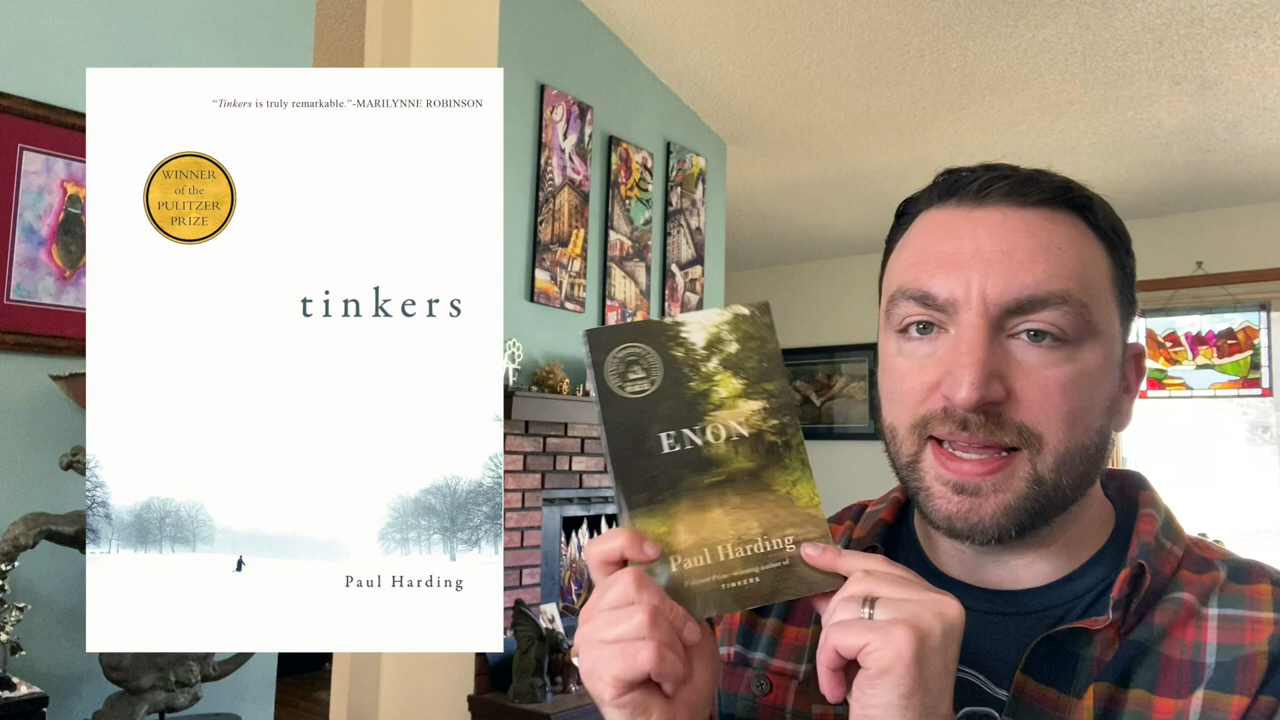 “Tinkers is truly remarkable.”-MARILYNNE ROBINSON
WINNER
of the
PULITZER
PRIZE
tinkers
Paul Harding
ENON
Paul Harding
Pulitzer Prize–winning author of
TINKERS